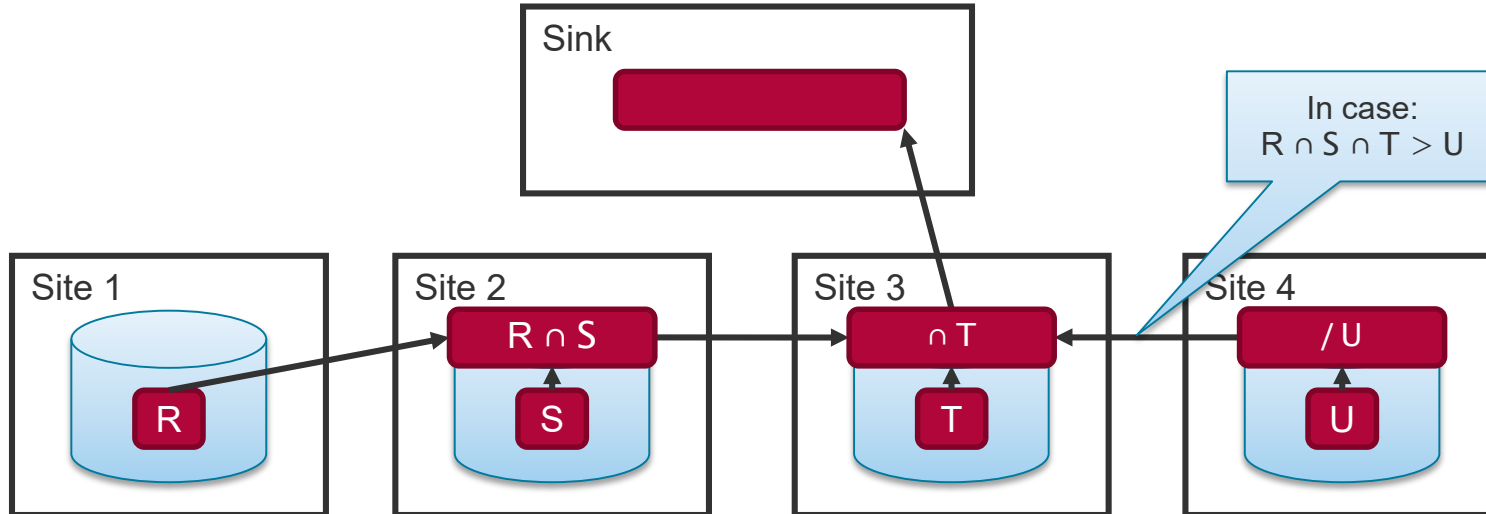 Sink
In case:
R ∩ S ∩ T > U
Site 1
Site 2
Site 3
Site 4
R ∩ S
∩ T
/ U
R
S
T
U